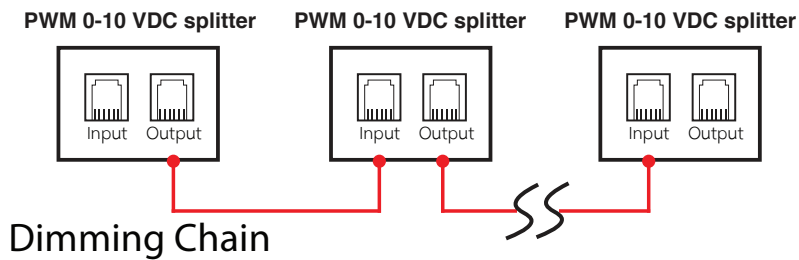 PWM 0-10 VDC splitter PWM 0-10 VDC splitter PWM 0-10 VDC splitter
Input Output Input Output Input Output
Dimming Chain